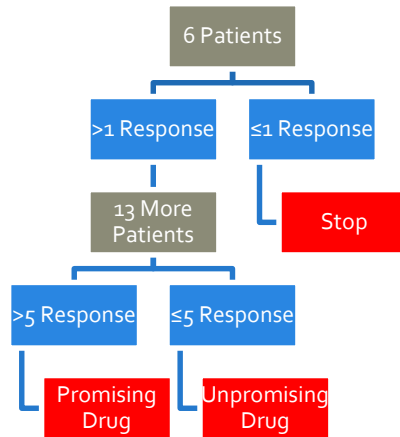 6 Patients
>1 Response
≤1 Response
13 More
Patients
Stop
>5 Response
≤5 Response
Promising
Drug
Unpromising
Drug